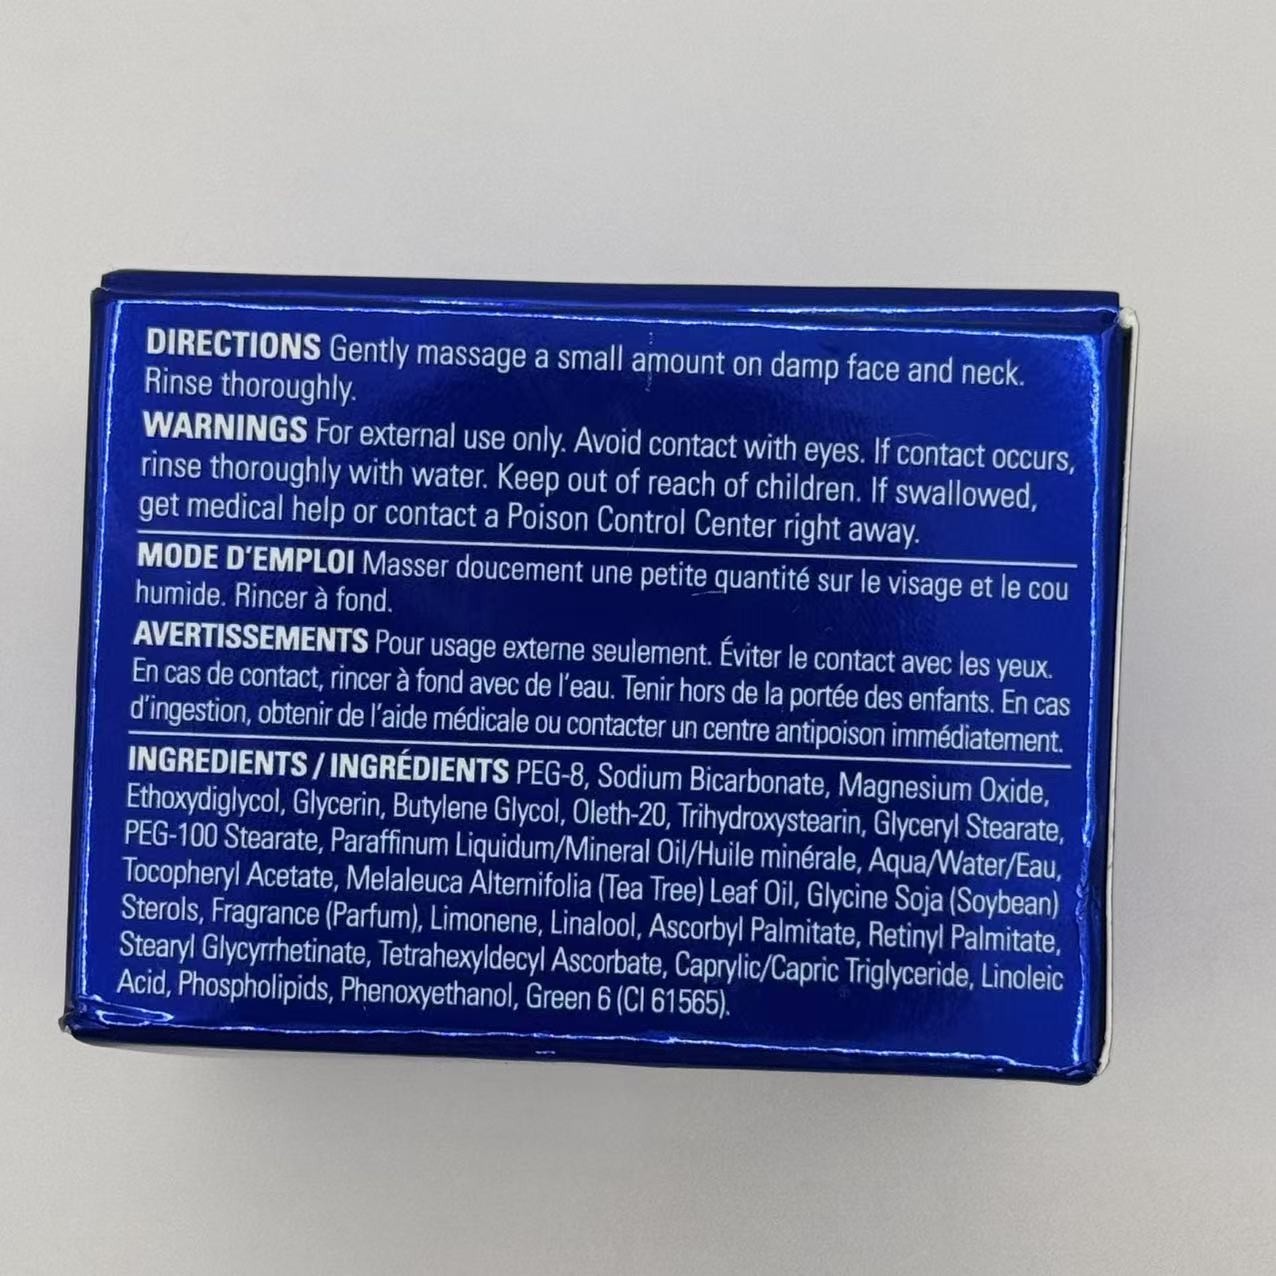 DIRECTIONS Gently massage a small amount on damp face and neck.
Rinse thoroughly.
WARNINGS For external use only. Avoid contact with eyes. If contact occurs,
rinse thoroughly with water. Keep out of reach of children. If swallowed,
get medical help or contact a Poison Control Center right away.
MODE D'EMPLOI Masser doucement une petite quantité sur le visage et le cou
humide. Rincer à fond.
AVERTISSEMENTS Pour usage externe seulement. Éviter le contact avec les yeux.
En cas de contact, rincer à fond avec de l'eau. Tenir hors de la portée des enfants. En cas
d'ingestion, obtenir de l'aide médicale ou contacter un centre antipoison immédiatement.
INGREDIENTS / INGRÉDIENTS PEG-8, Sodium Bicarbonate, Magnesium Oxide,
Ethoxydiglycol, Glycerin, Butylene Glycol, Oleth-20, Trihydroxystearin, Glyceryl Stearate,
PEG-100 Stearate, Paraffinum Liquidum/Mineral Oil/Huile minérale, Aqua/Water/Eau,
Tocopheryl Acetate, Melaleuca Alternifolia (Tea Tree) Leaf Oil, Glycine Soja (Soybean)
Sterols, Fragrance (Parfum), Limonene, Linalool, Ascorbyl Palmitate, Retinyl Palmitate,
Stearyl Glycyrrhetinate, Tetrahexyldecyl Ascorbate, Caprylic/Capric Triglyceride, Linoleic
Acid, Phospholipids, Phenoxyethanol, Green 6 (CI 61565).